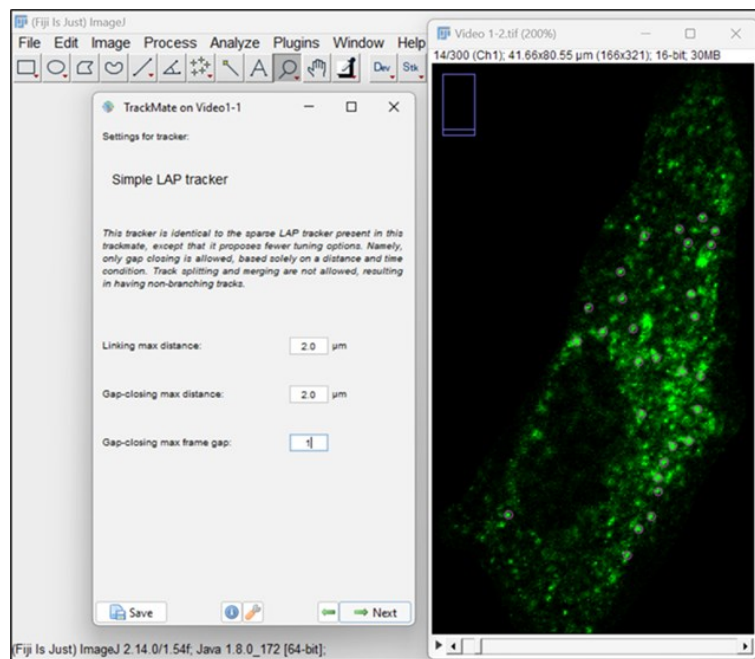 (Fiji Is Just) ImageJ
File Edit Image Process Analyze Plugins Window Help
Dev. Stk
TrackMate on Video1-1
Settings for tracker:
Simple LAP tracker
This tracker is identical to the sparse LAP tracker present in this
trackmate, except that it proposes fewer tuning options. Namely,
only gap closing is allowed, based solely on a distance and time
condition. Track splitting and merging are not allowed, resulting
in having non-branching tracks.
Linking max distance: 2.0 µm
Gap-closing max distance: 2.0 µm
Gap-closing max frame gap: 1
Save
Next
(Fiji Is Just) ImageJ 2.14.0/1.54f; Java 1.8.0_172 [64-bit];
Video 1-2.tif (200%)
14/300 (Ch1); 41.66x80.55 µm (166x321); 16-bit; 30MB